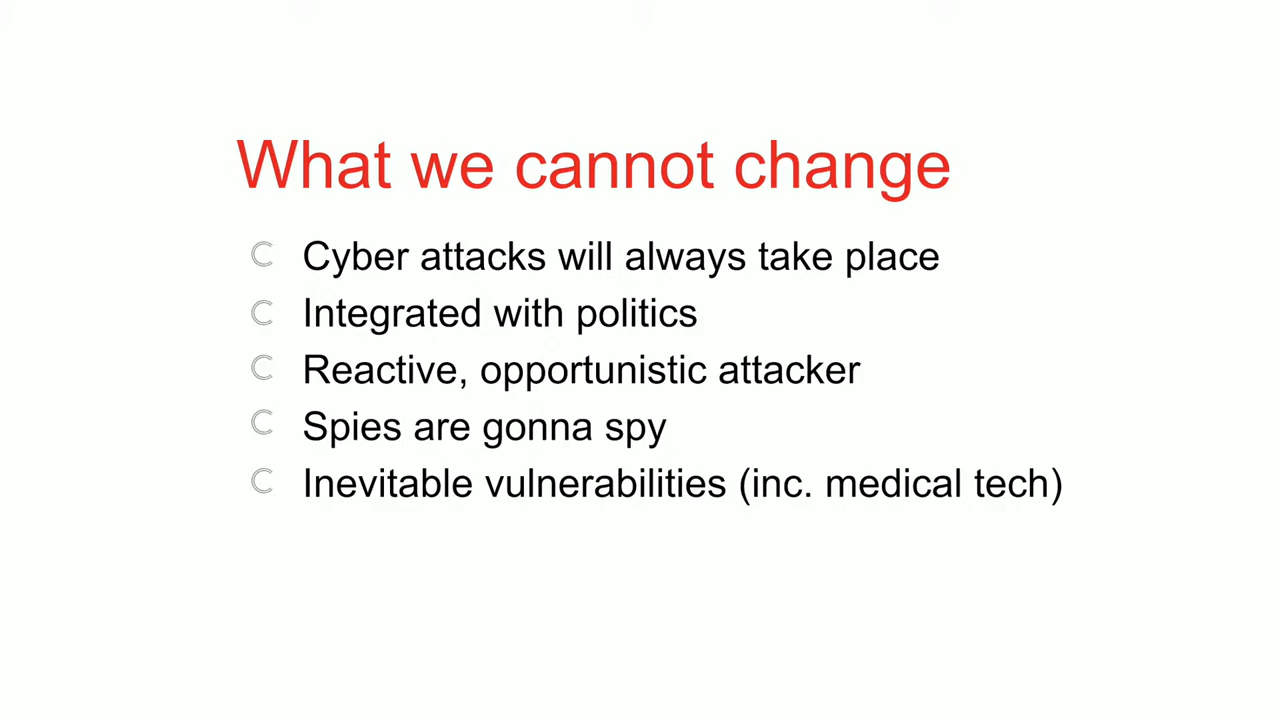 What we cannot change
Cyber attacks will always take place
Integrated with politics
Reactive, opportunistic attacker
Spies are gonna spy
Inevitable vulnerabilities (inc. medical tech)